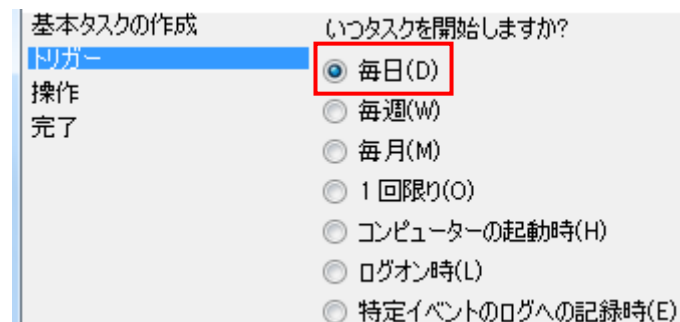 基本タスクの作成
トリガー
操作
完了
いつタスクを開始しますか?
毎日(D)
毎週(W)
毎月(M)
1 回限り(O)
コンピューターの起動時(H)
ログオン時(L)
特定イベントのログへの記録時(E)